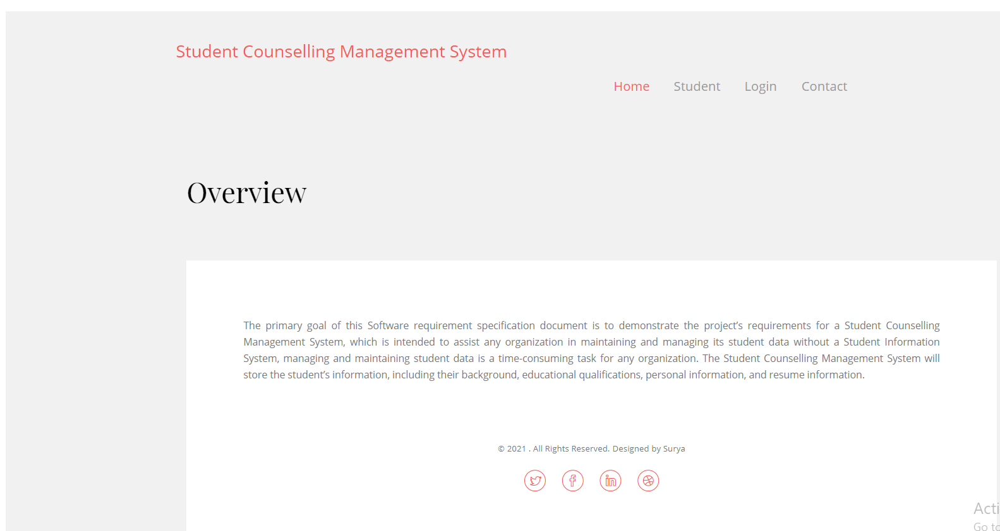 Student Counselling Management System
Home Student Login Contact
Overview
The primary goal of this Software requirement specification document is to demonstrate the project’s requirements for a Student Counselling
Management System, which is intended to assist any organization in maintaining and managing its student data without a Student Information
System, managing and maintaining student data is a time-consuming task for any organization. The Student Counselling Management System will
store the student’s information, including their background, educational qualifications, personal information, and resume information.
© 2021 . All Rights Reserved. Designed by Surya
Go